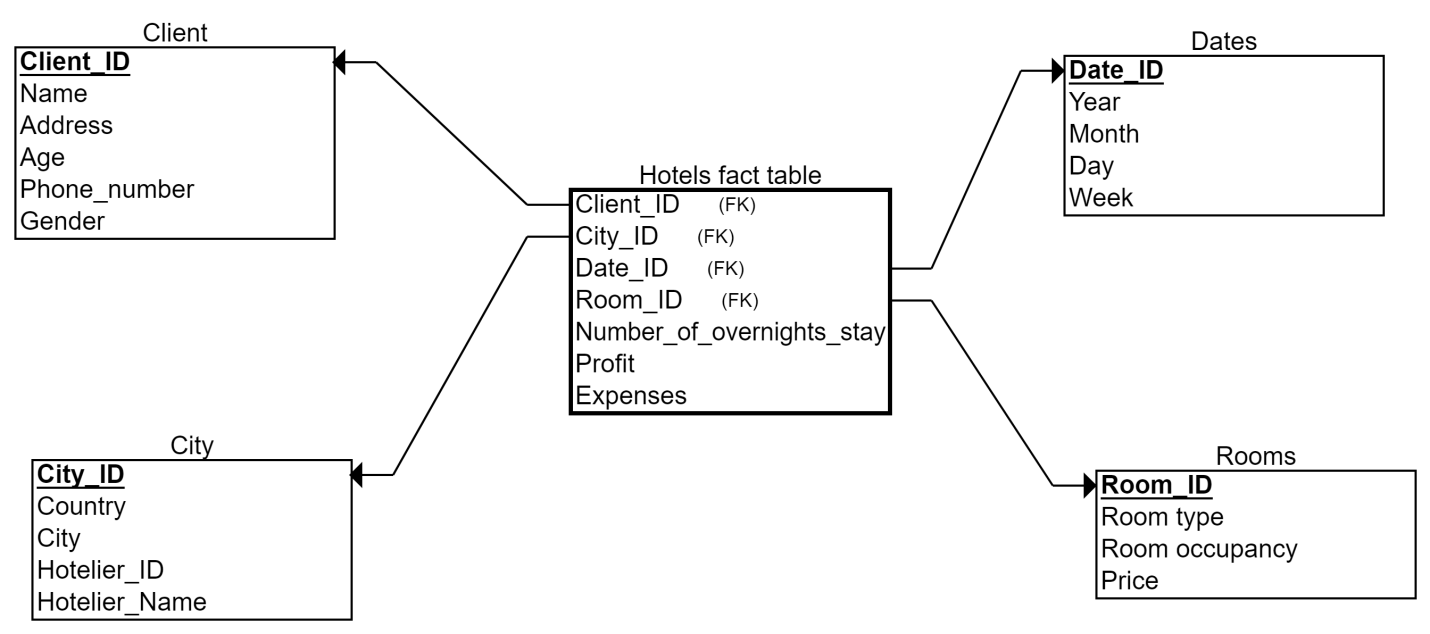 Client
Client_ID
Name
Address
Age
Phone_number
Gender
Dates
Date_ID
Year
Month
Day
Week
Hotels fact table
Client_ID (FK)
City_ID (FK)
Date_ID (FK)
Room_ID (FK)
Number_of_overnights_stay
Profit
Expenses
City
City_ID
Country
City
Hotelier_ID
Hotelier_Name
Rooms
Room_ID
Room type
Room occupancy
Price